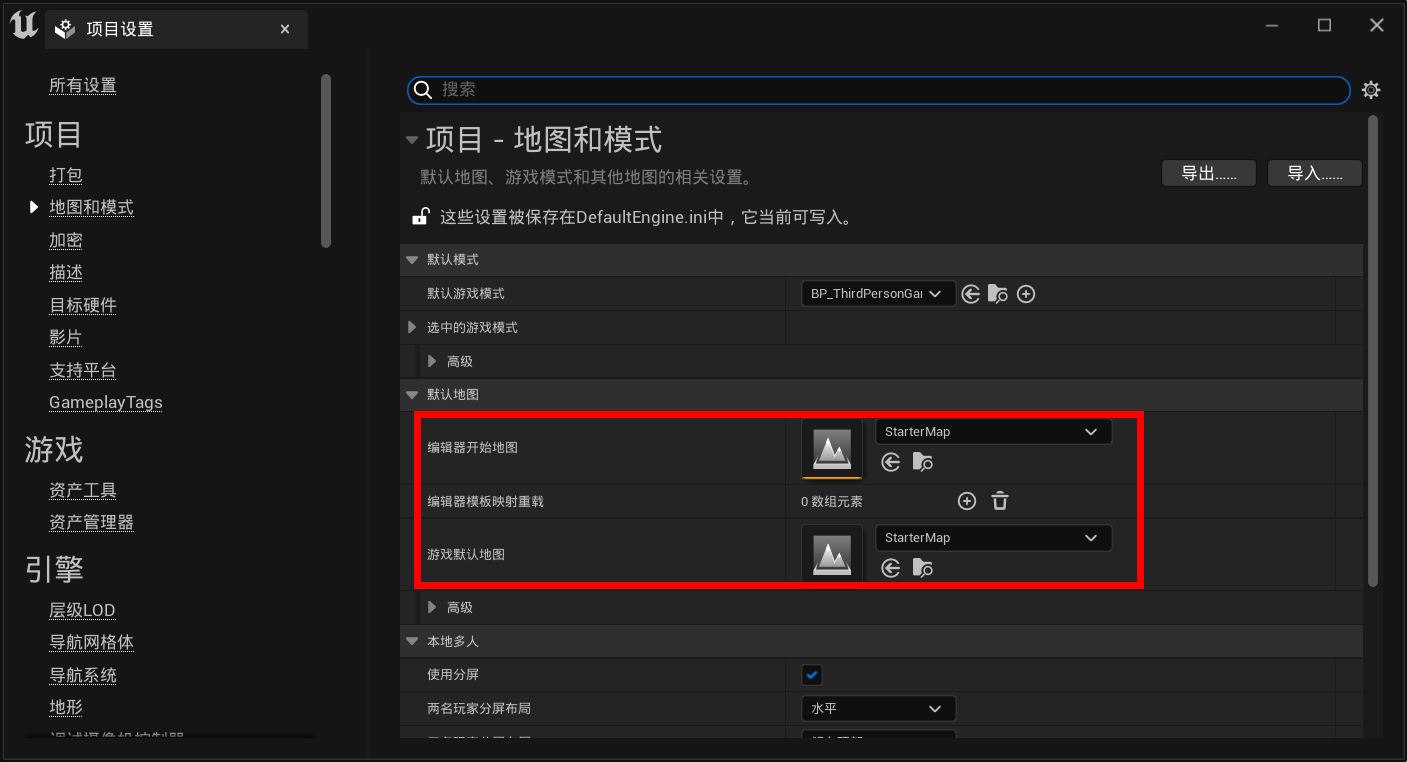 项目设置
所有设置
项目
打包
地图和模式
加密
描述
目标硬件
影片
支持平台
GameplayTags
游戏
资产工具
资产管理器
引擎
层级LOD
导航网格体
导航系统
地形
搜索
项目 - 地图和模式
默认地图、游戏模式和其他地图的相关设置。
导出...... 导入......
这些设置被保存在DefaultEngine.ini中，它当前可写入。
默认模式
默认游戏模式 BP_ThirdPersonGa
选中的游戏模式
高级
默认地图
编辑器开始地图 StarterMap
编辑器模板映射重载 0 数组元素
游戏默认地图 StarterMap
高级
本地多人
使用分屏
两名玩家分屏布局 水平